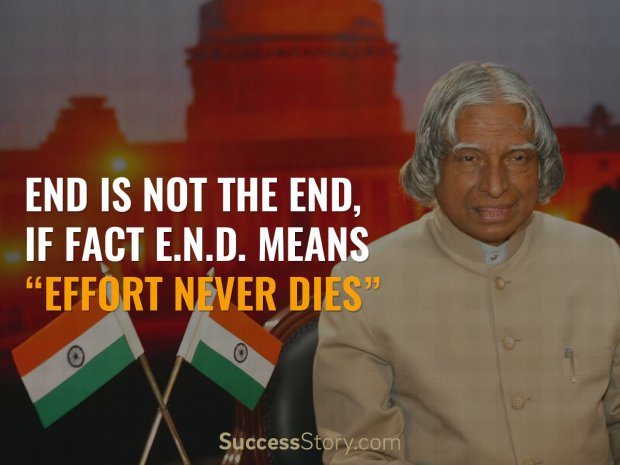 END IS NOT THE END,
IF FACT E.N.D. MEANS
“EFFORT NEVER DIES”
SuccessStory.com